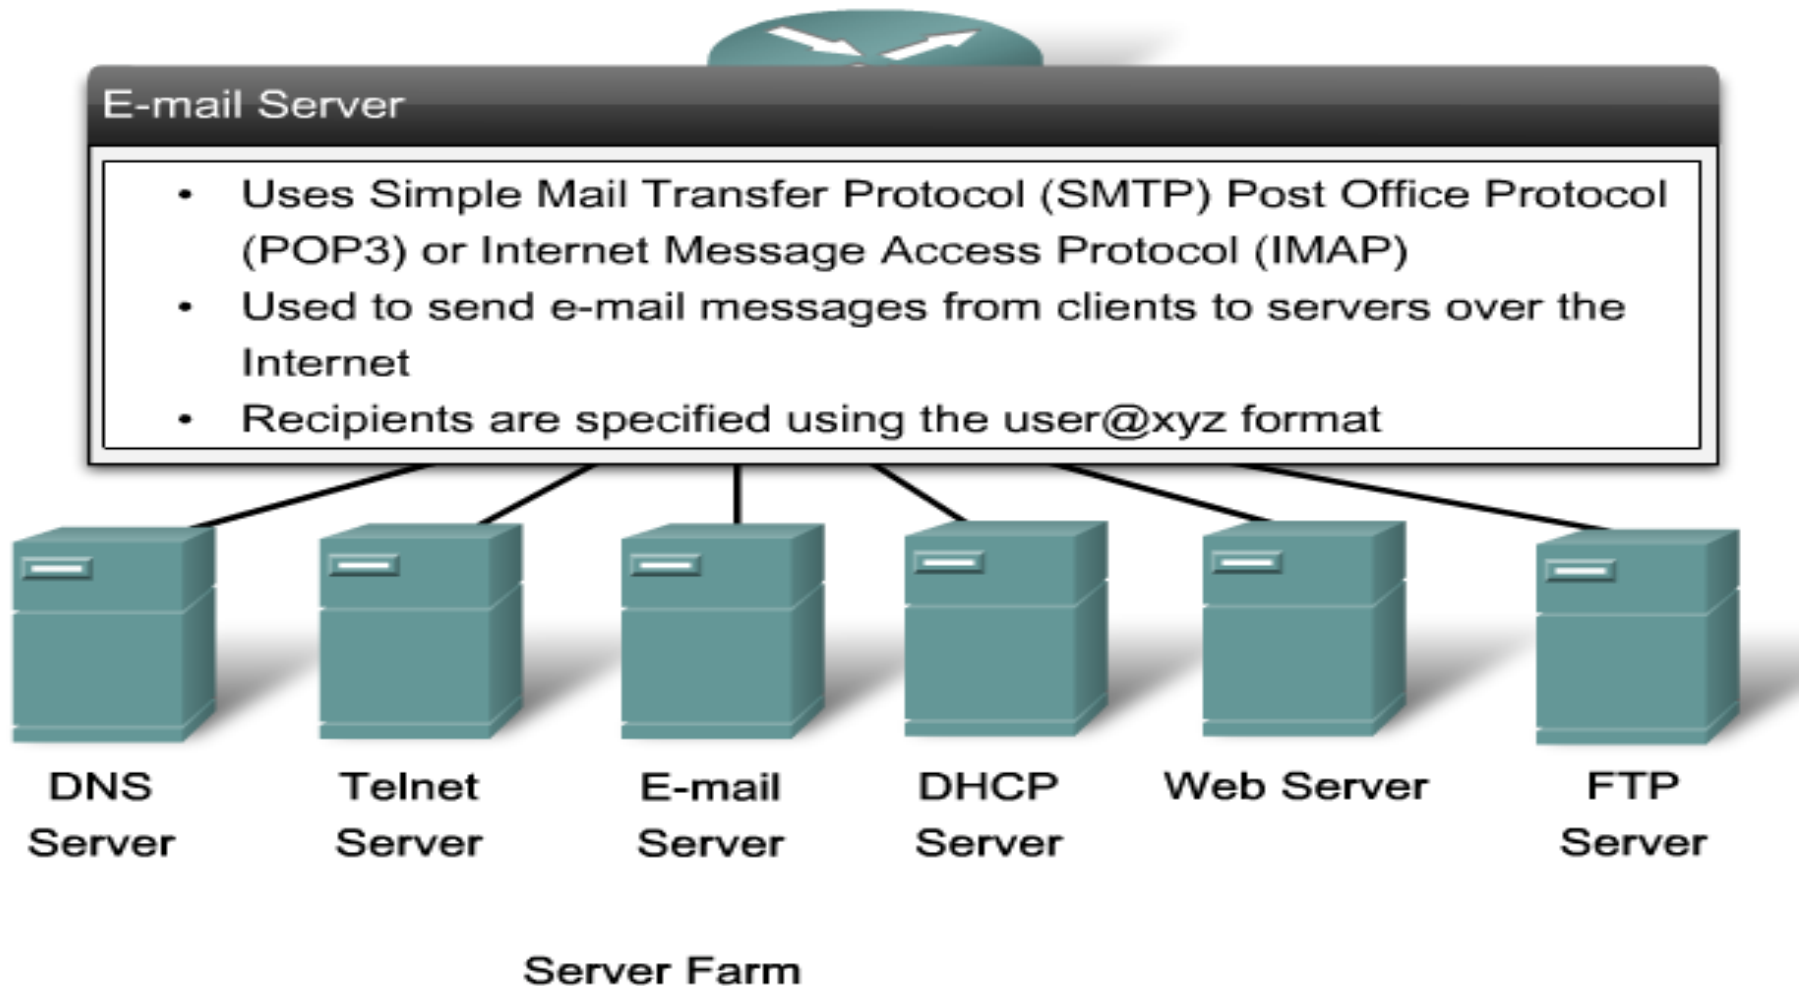 E-mail Server
• Uses Simple Mail Transfer Protocol (SMTP) Post Office Protocol
(POP3) or Internet Message Access Protocol (IMAP)
• Used to send e-mail messages from clients to servers over the
Internet
• Recipients are specified using the user@xyz format
DNS
Server
Telnet
Server
E-mail
Server
DHCP
Server
Web Server
FTP
Server
Server Farm